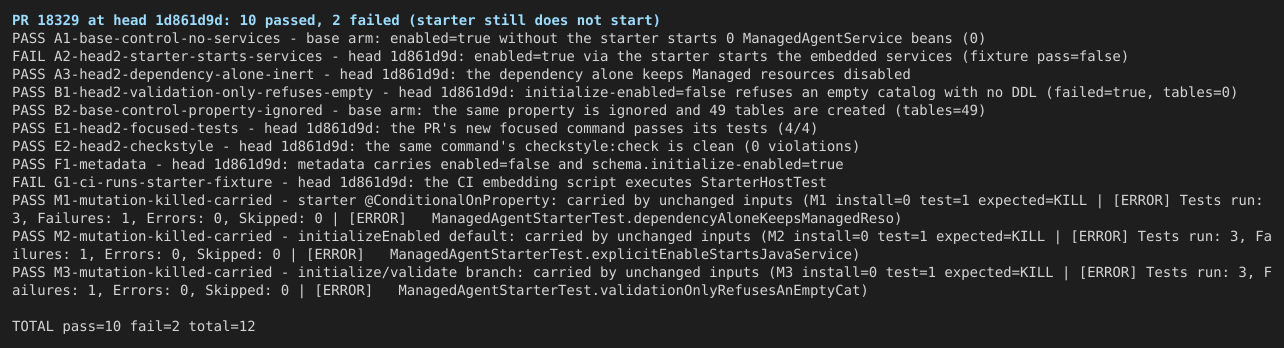 PR 18329 at head 1d861d9d: 10 passed, 2 failed (starter still does not start)
PASS A1-base-control-no-services - base arm: enabled=true without the starter starts 0 ManagedAgentService beans (0)
FAIL A2-head2-starter-starts-services - head 1d861d9d: enabled=true via the starter starts the embedded services (fixture pass=false)
PASS A3-head2-dependency-alone-inert - head 1d861d9d: the dependency alone keeps Managed resources disabled
PASS B1-head2-validation-only-refuses-empty - head 1d861d9d: initialize-enabled=false refuses an empty catalog with no DDL (failed=true, tables=0)
PASS B2-base-control-property-ignored - base arm: the same property is ignored and 49 tables are created (tables=49)
PASS E1-head2-focused-tests - head 1d861d9d: the PR's new focused command passes its tests (4/4)
PASS E2-head2-checkstyle - head 1d861d9d: the same command's checkstyle:check is clean (0 violations)
PASS F1-metadata - head 1d861d9d: metadata carries enabled=false and schema.initialize-enabled=true
FAIL G1-ci-runs-starter-fixture - head 1d861d9d: the CI embedding script executes StarterHostTest
PASS M1-mutation-killed-carried - starter @ConditionalOnProperty: carried by unchanged inputs (M1 install=0 test=1 expected=KILL | [ERROR] Tests run:
3, Failures: 1, Errors: 0, Skipped: 0 | [ERROR]   ManagedAgentStarterTest.dependencyAloneKeepsManagedReso)
PASS M2-mutation-killed-carried - initializeEnabled default: carried by unchanged inputs (M2 install=0 test=1 expected=KILL | [ERROR] Tests run: 3, Fa
ilures: 1, Errors: 0, Skipped: 0 | [ERROR]   ManagedAgentStarterTest.explicitEnableStartsJavaService)
PASS M3-mutation-killed-carried - initialize/validate branch: carried by unchanged inputs (M3 install=0 test=1 expected=KILL | [ERROR] Tests run: 3, F
ailures: 1, Errors: 0, Skipped: 0 | [ERROR]   ManagedAgentStarterTest.validationOnlyRefusesAnEmptyCat)
TOTAL pass=10 fail=2 total=12